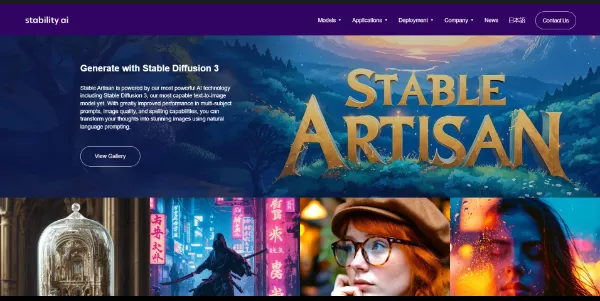 stability ai
Models
Applications
Deployment
Company
News
日本語
Contact Us
Generate with Stable Diffusion 3
Stable Artisan is powered by our most powerful AI technology
including Stable Diffusion 3, our most capable text-to-image
model yet. With greatly improved performance in multi-subject
prompts, image quality, and spelling capabilities, you can
transform your thoughts into stunning images using natural
language prompting.
View Gallery
STABLE
ARTISAN